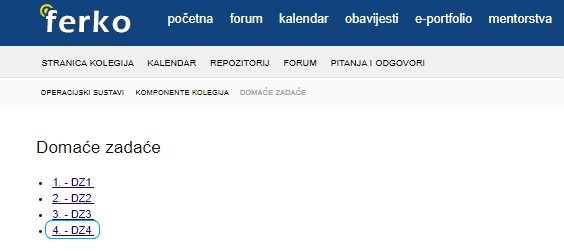 ferko
početna forum kalendar obavijesti e-portfolio mentorstva
STRANICA KOLEGIJA KALENDAR REPOZITORIJ FORUM PITANJA I ODGOVORI
OPERACIJSKI SUSTAVI KOMPONENTE KOLEGIJA DOMAĆE ZADAĆE
Domaće zadaće
1. - DZ1
2. - DZ2
3. - DZ3
4. - DZ4